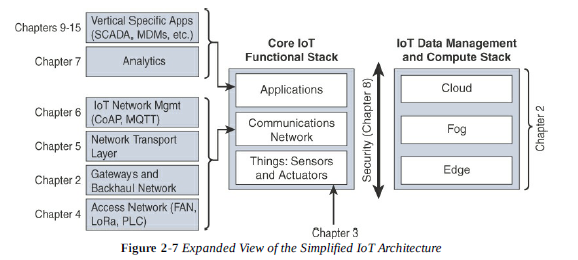 Chapters 9-15
Vertical Specific Apps
(SCADA, MDMs, etc.)
Chapter 7
Analytics
Chapter 6
IoT Network Mgmt
(CoAP, MQTT)
Chapter 5
Network Transport
Layer
Chapter 2
Gateways and
Backhaul Network
Chapter 4
Access Network (FAN,
LoRa, PLC)
Core IoT
Functional Stack
Applications
Communications
Network
Things: Sensors
and Actuators
Chapter 3
Security (Chapter 8)
IoT Data Management
and Compute Stack
Cloud
Fog
Edge
Chapter 2
Figure 2-7 Expanded View of the Simplified IoT Architecture